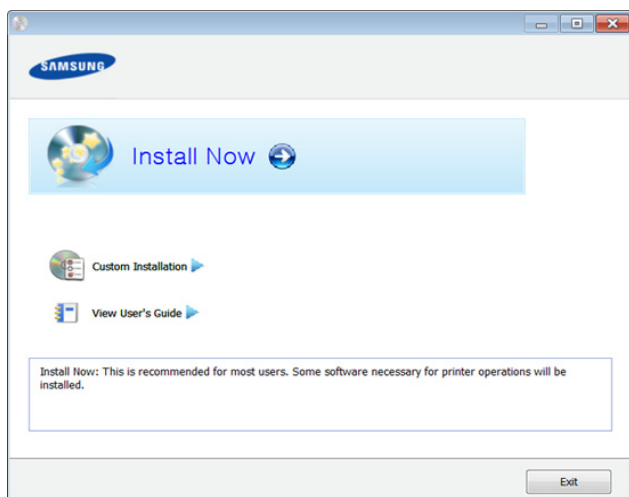 SAMSUNG
Install Now
Custom Installation
View User's Guide
Install Now: This is recommended for most users. Some software necessary for printer operations will be
installed.
Exit